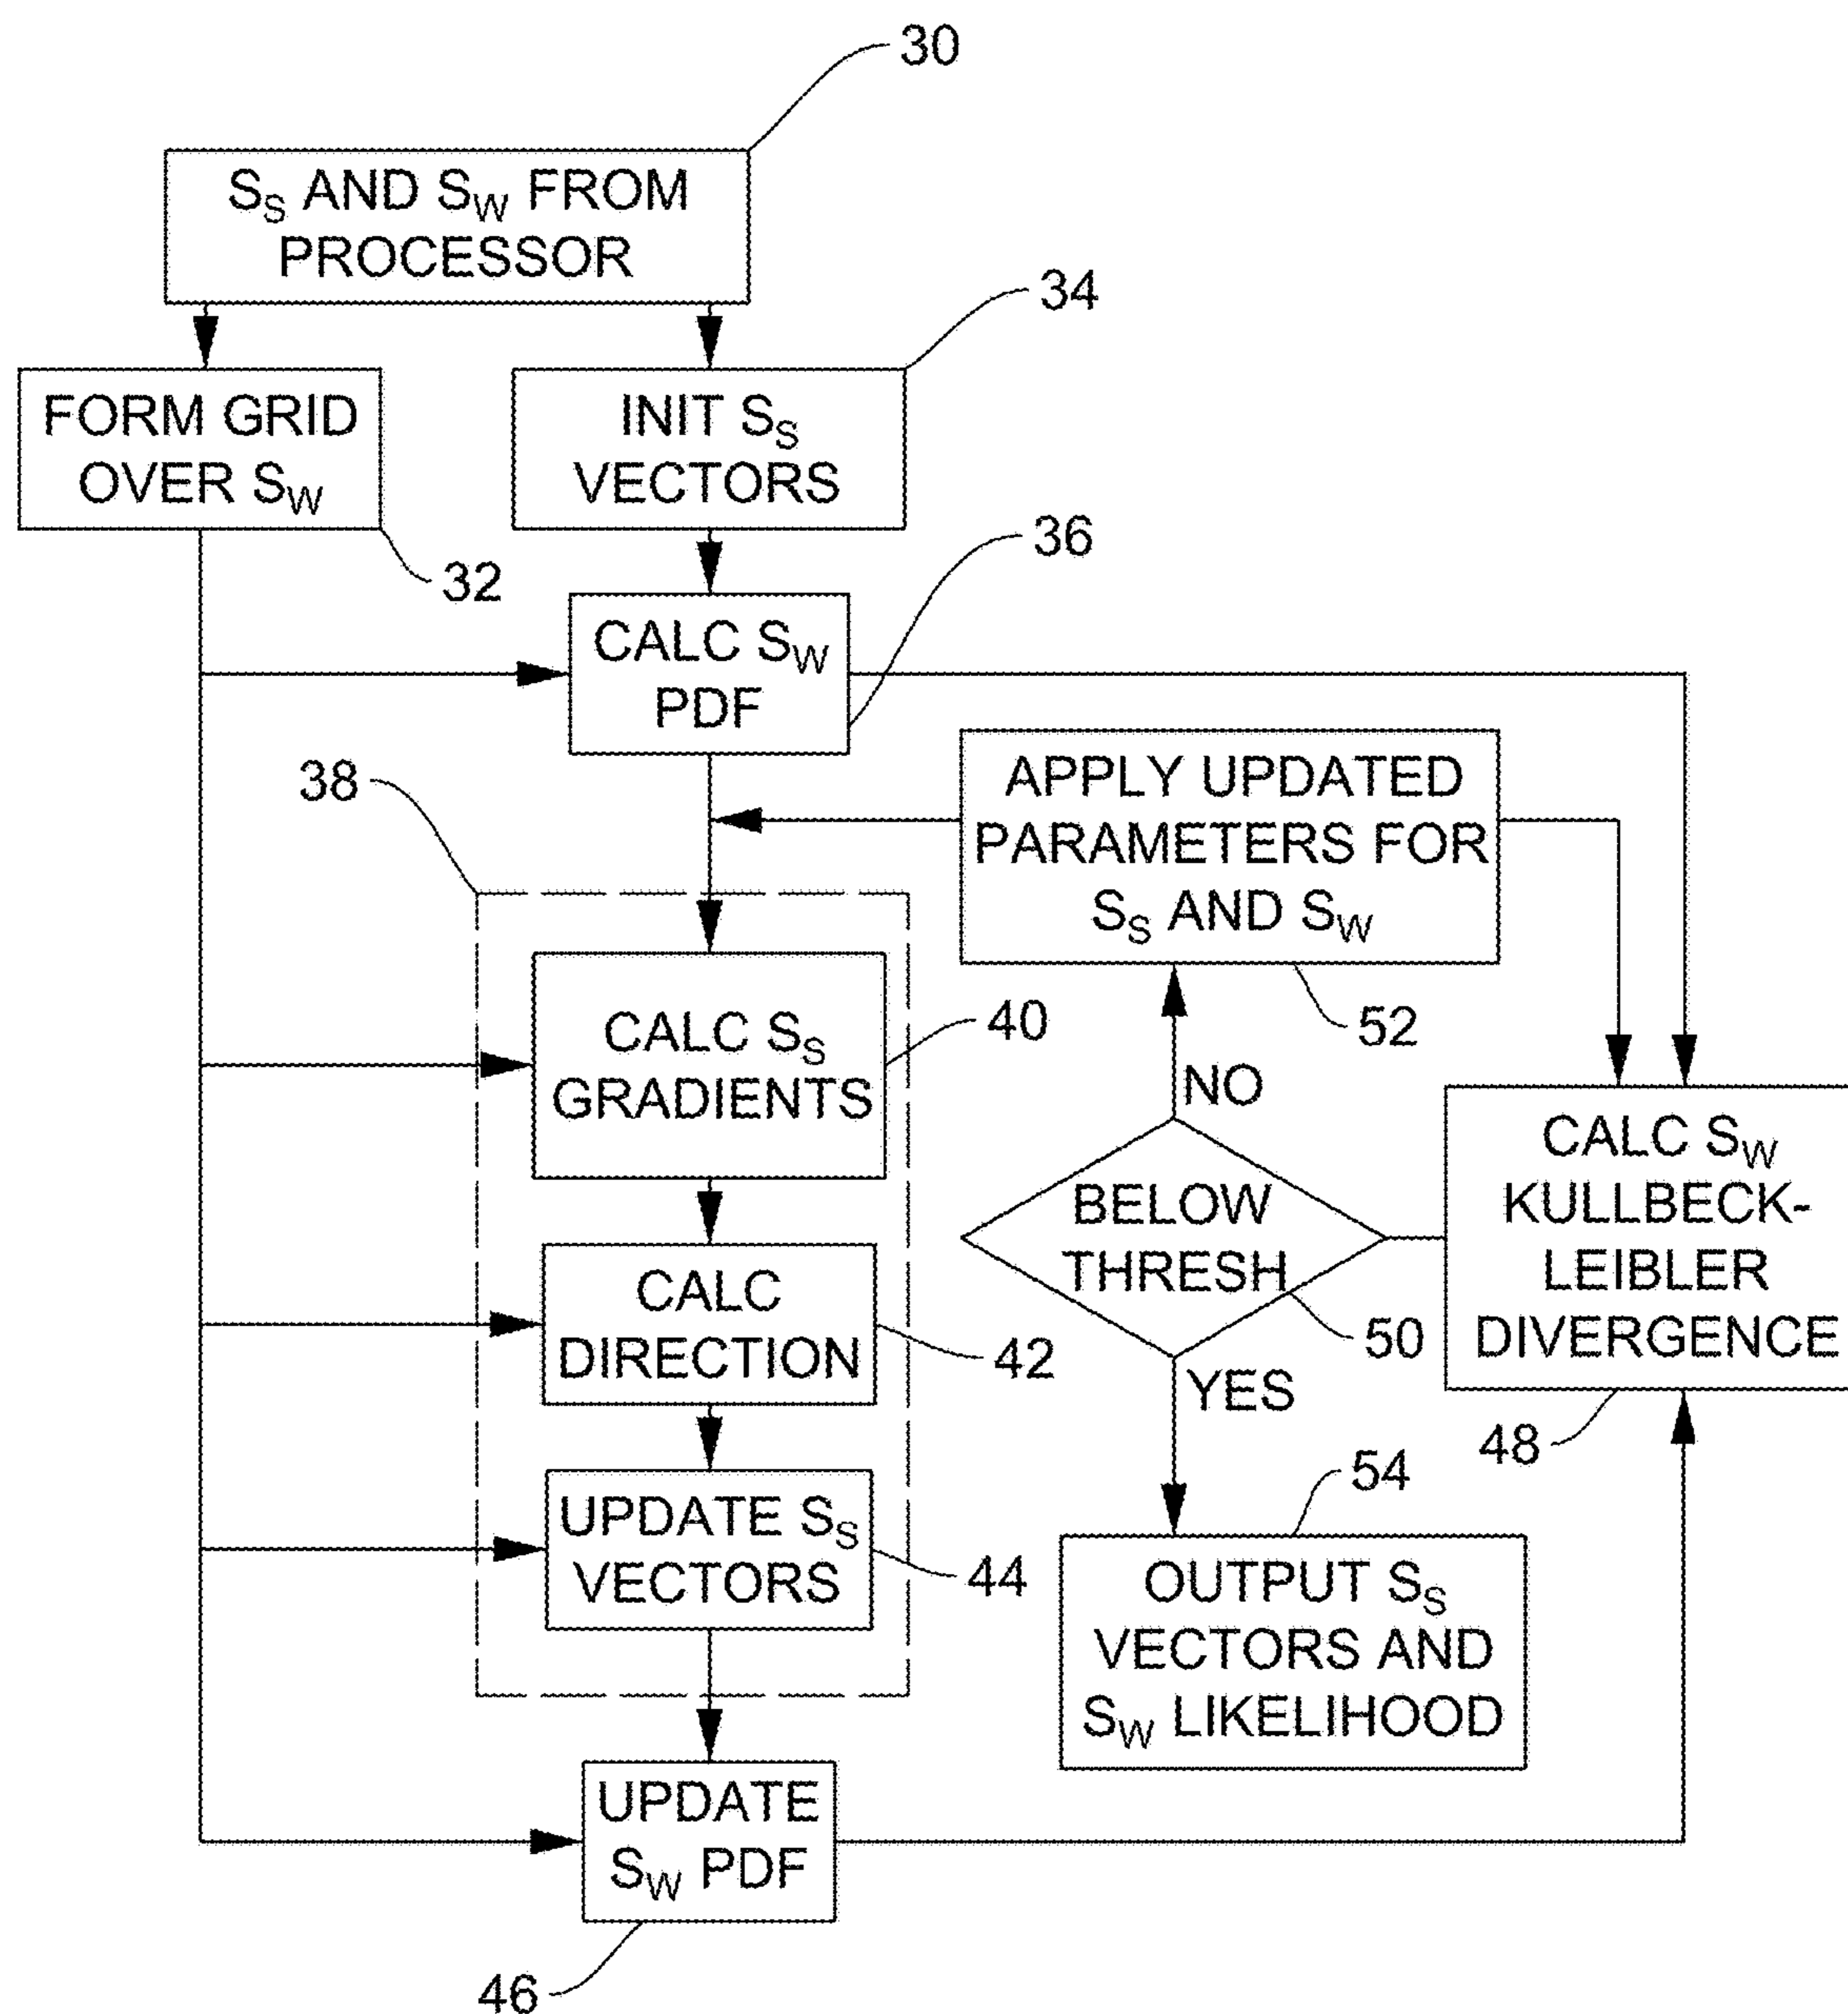 30
S_S AND S_W FROM
PROCESSOR
34
FORM GRID
OVER S_W
32
INIT S_S
VECTORS
36
CALC S_W
PDF
38
APPLY UPDATED
PARAMETERS FOR
S_S AND S_W
52
CALC S_S
GRADIENTS
40
NO
BELOW
THRESH
50
YES
CALC S_W
KULLBECK-
LEIBLER
DIVERGENCE
48
CALC
DIRECTION
42
UPDATE S_S
VECTORS
44
54
OUTPUT S_S
VECTORS AND
S_W LIKELIHOOD
UPDATE
S_W PDF
46